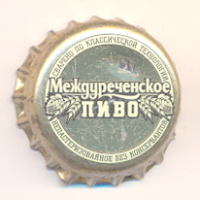 СВАРЕНО ПО КЛАССИЧЕСКОЙ ТЕХНОЛОГИИ
Междуреченское
ПИВО
НЕПАСТЕРИЗОВАННОЕ БЕЗ КОНСЕРВАНТОВ